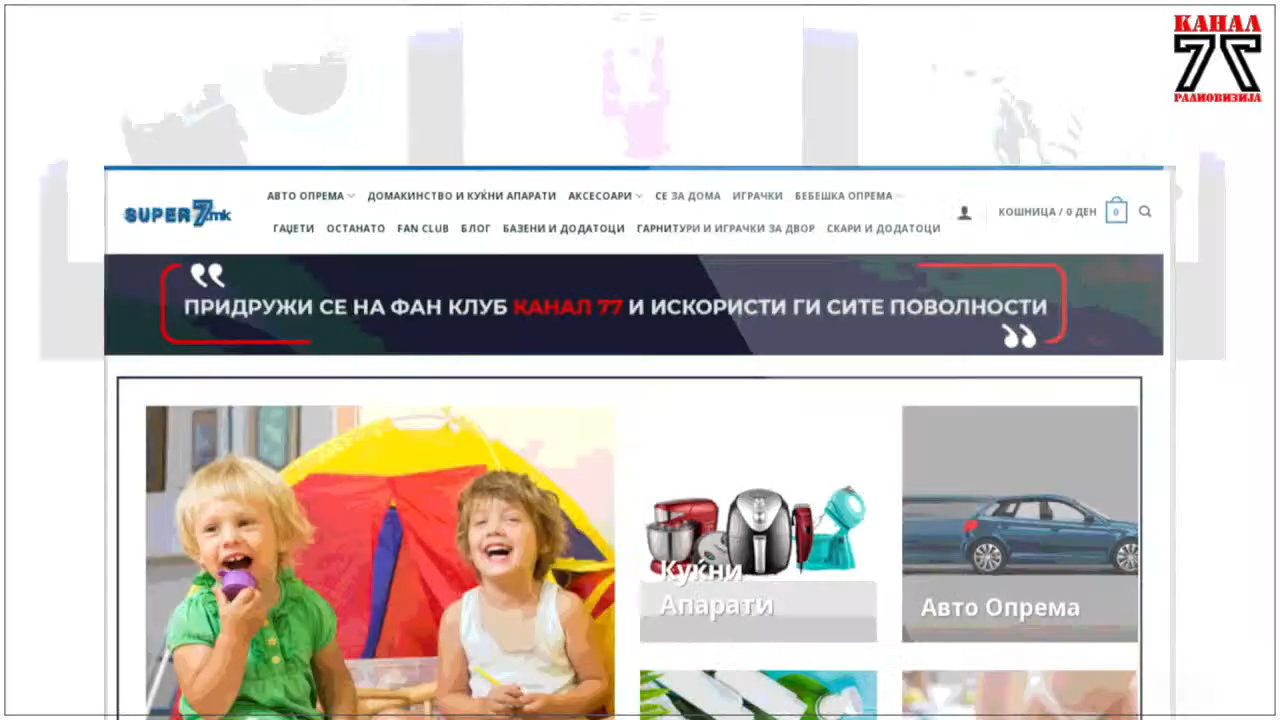 КАНАЛ
77
РАДИОВИЗИЈА
АВТО ОПРЕМА ДОМАКИНСТВО И КУЌНИ АПАРАТИ АКСЕСОАРИ СЕ ЗА ДОМА ИГРАЧКИ БЕБЕШКА ОПРЕМА
SUPER7.mk
КОШНИЦА / 0 ДЕН 0
ГАЏЕТИ ОСТАНАТО FAN CLUB БЛОГ БАЗЕНИ И ДОДАТОЦИ ГАРНИТУРИ И ИГРАЧКИ ЗА ДВОР СКАРИ И ДОДАТОЦИ
“
ПРИДРУЖИ СЕ НА ФАН КЛУБ КАНАЛ 77 И ИСКОРИСТИ ГИ СИТЕ ПОВОЛНОСТИ
”
Куќни
Апарати
Авто Опрема